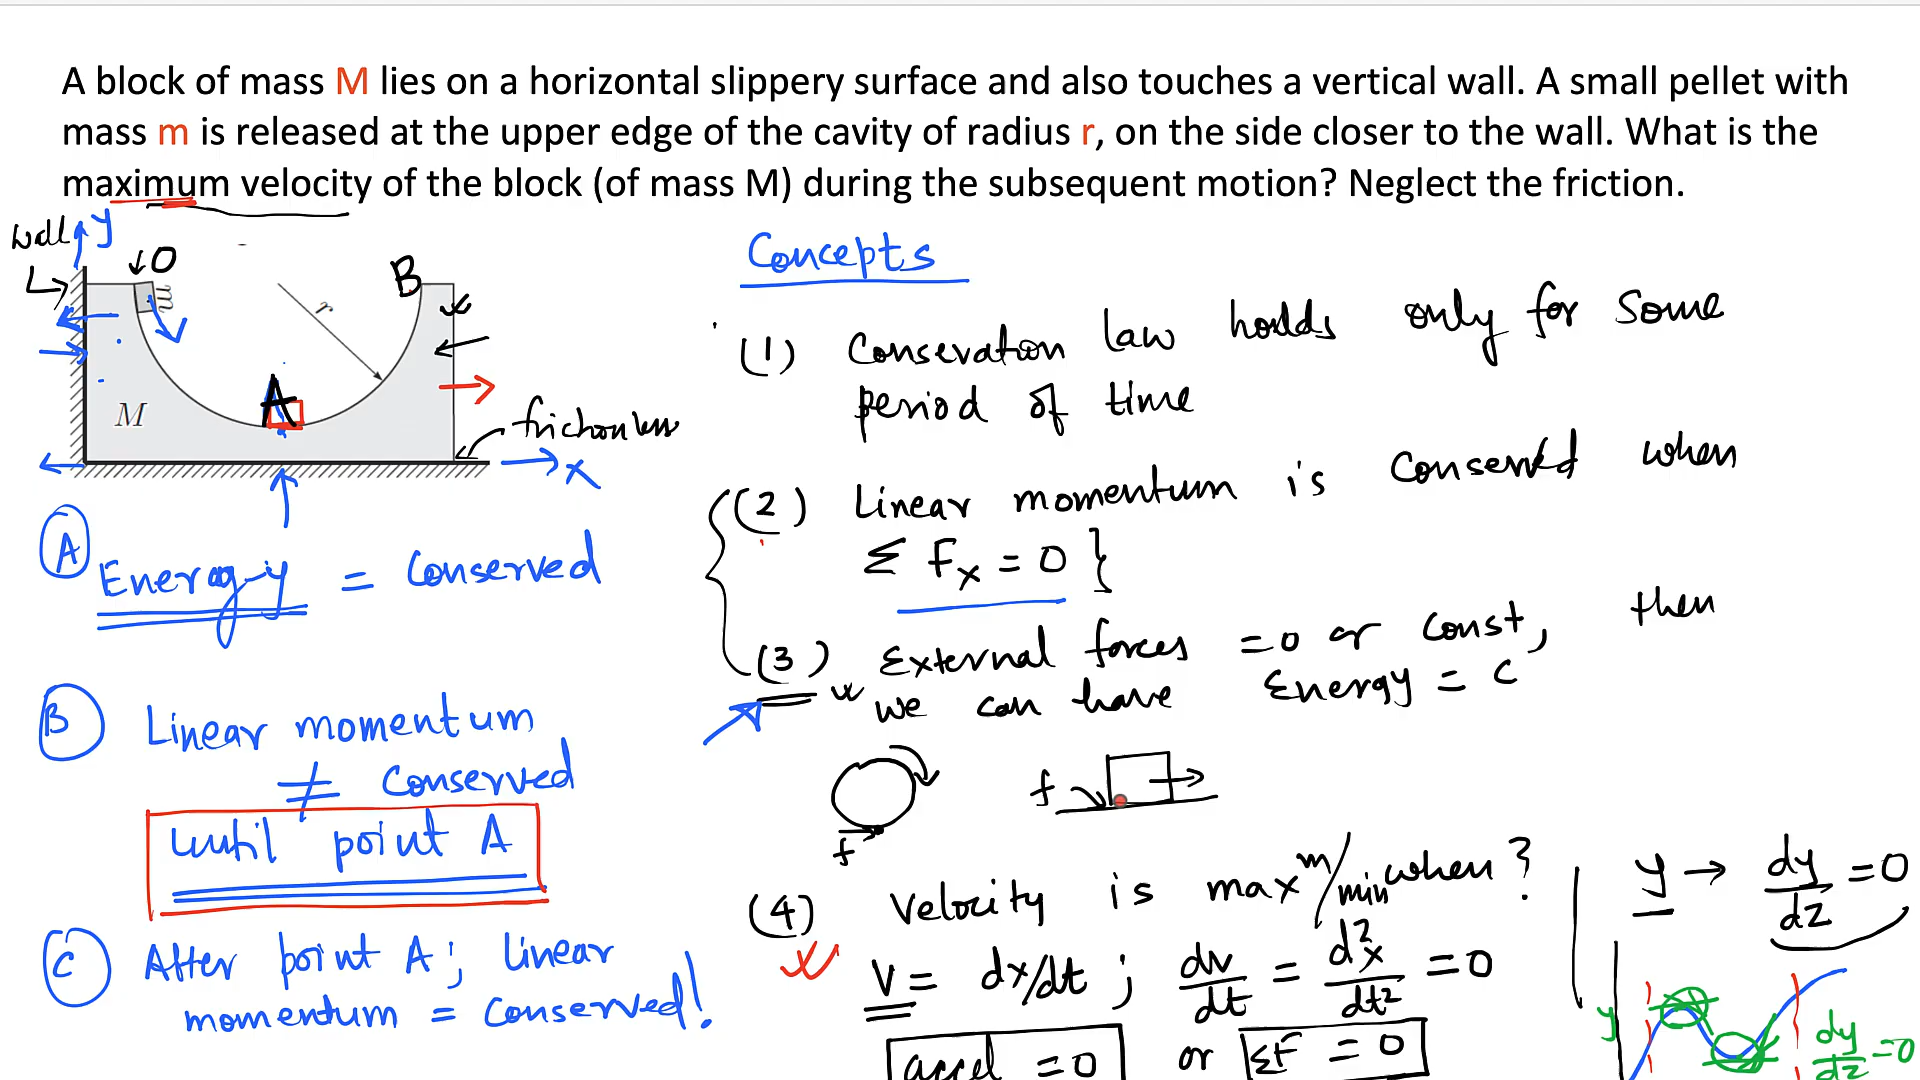 A block of mass M lies on a horizontal slippery surface and also touches a vertical wall. A small pellet with
mass m is released at the upper edge of the cavity of radius r, on the side closer to the wall. What is the
maximum velocity of the block (of mass M) during the subsequent motion? Neglect the friction.
wall
y
O
B
m
r
A
M
frictionless
x
A
Energy = conserved
B
Linear momentum
≠ conserved
until point A
C
After point A; linear
momentum = conserved!
Concepts
(1) Consevation law holds only for some
period of time
(2) Linear momentum is conserved when
Σ Fx = 0 }
(3) External forces = 0 or const, then
we can have Energy = C
f
f
(4) Velocity is max^m/min when?
V = dx/dt ; dv/dt = d²x/dt² = 0
accel = 0 or ΣF = 0
y → dy/dz = 0
y
dy/dz = 0